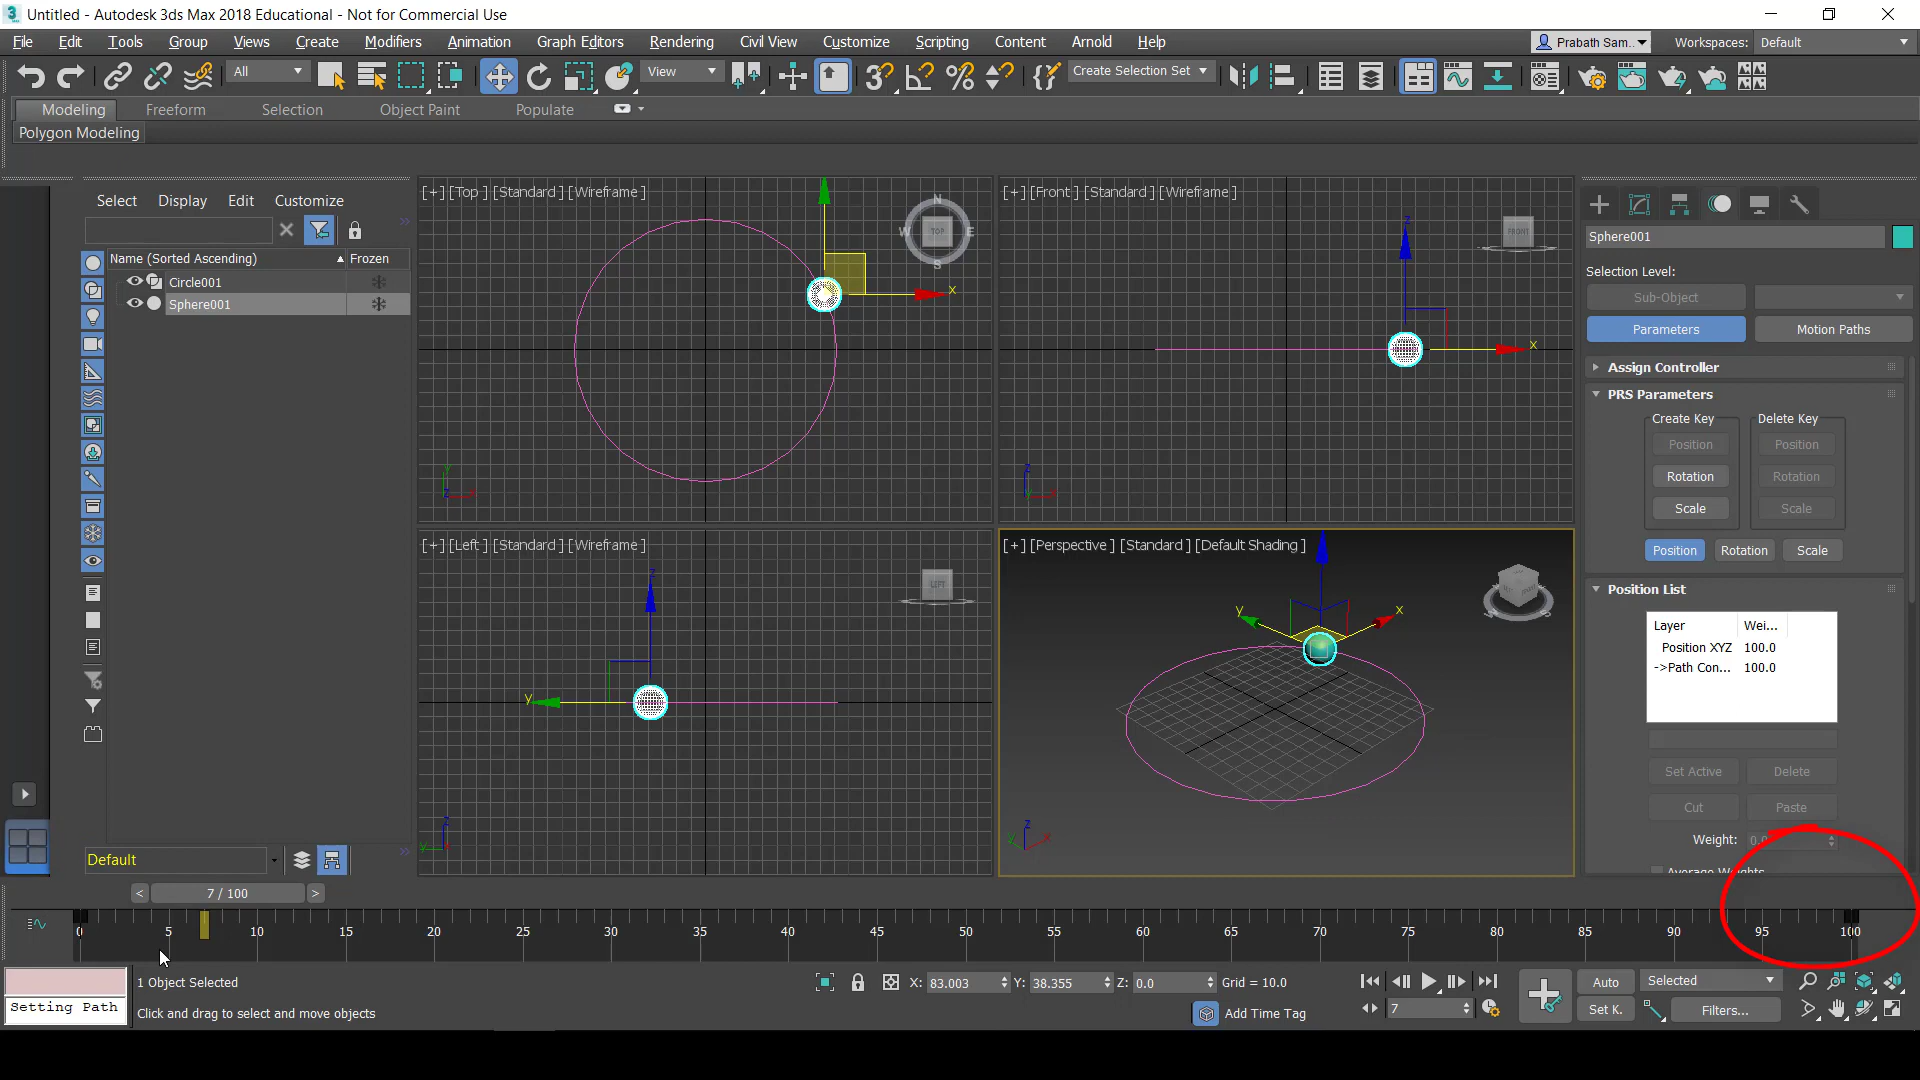 Untitled - Autodesk 3ds Max 2018 Educational - Not for Commercial Use
File Edit Tools Group Views Create Modifiers Animation Graph Editors Rendering Civil View Customize Scripting Content Arnold Help Prabath Sam.. Workspaces: Default
All View Create Selection Set
Modeling Freeform Selection Object Paint Populate
Polygon Modeling
Select Display Edit Customize
Name (Sorted Ascending) Frozen
Circle001
Sphere001
Default
[+] [Top ] [Standard ] [Wireframe ]
N
W TOP E
S
x
y
z x
[+] [Front ] [Standard ] [Wireframe ]
FRONT
z
x
z
y x
[+] [Left ] [Standard ] [Wireframe ]
LEFT
z
y
z
y x
[+] [Perspective ] [Standard ] [Default Shading ]
y x
z
y x
Sphere001
Selection Level:
Sub-Object
Parameters Motion Paths
Assign Controller
PRS Parameters
Create Key Delete Key
Position Position
Rotation Rotation
Scale Scale
Position Rotation Scale
Position List
Layer Wei...
Position XYZ 100.0
->Path Con... 100.0
Set Active Delete
Cut Paste
Weight: 0.0
Average Weights
< 7 / 100 >
0 5 10 15 20 25 30 35 40 45 50 55 60 65 70 75 80 85 90 95 100
Setting Path
1 Object Selected
Click and drag to select and move objects
X: 83.003 Y: 38.355 Z: 0.0 Grid = 10.0
Add Time Tag
7
Auto Selected
Set K. Filters...